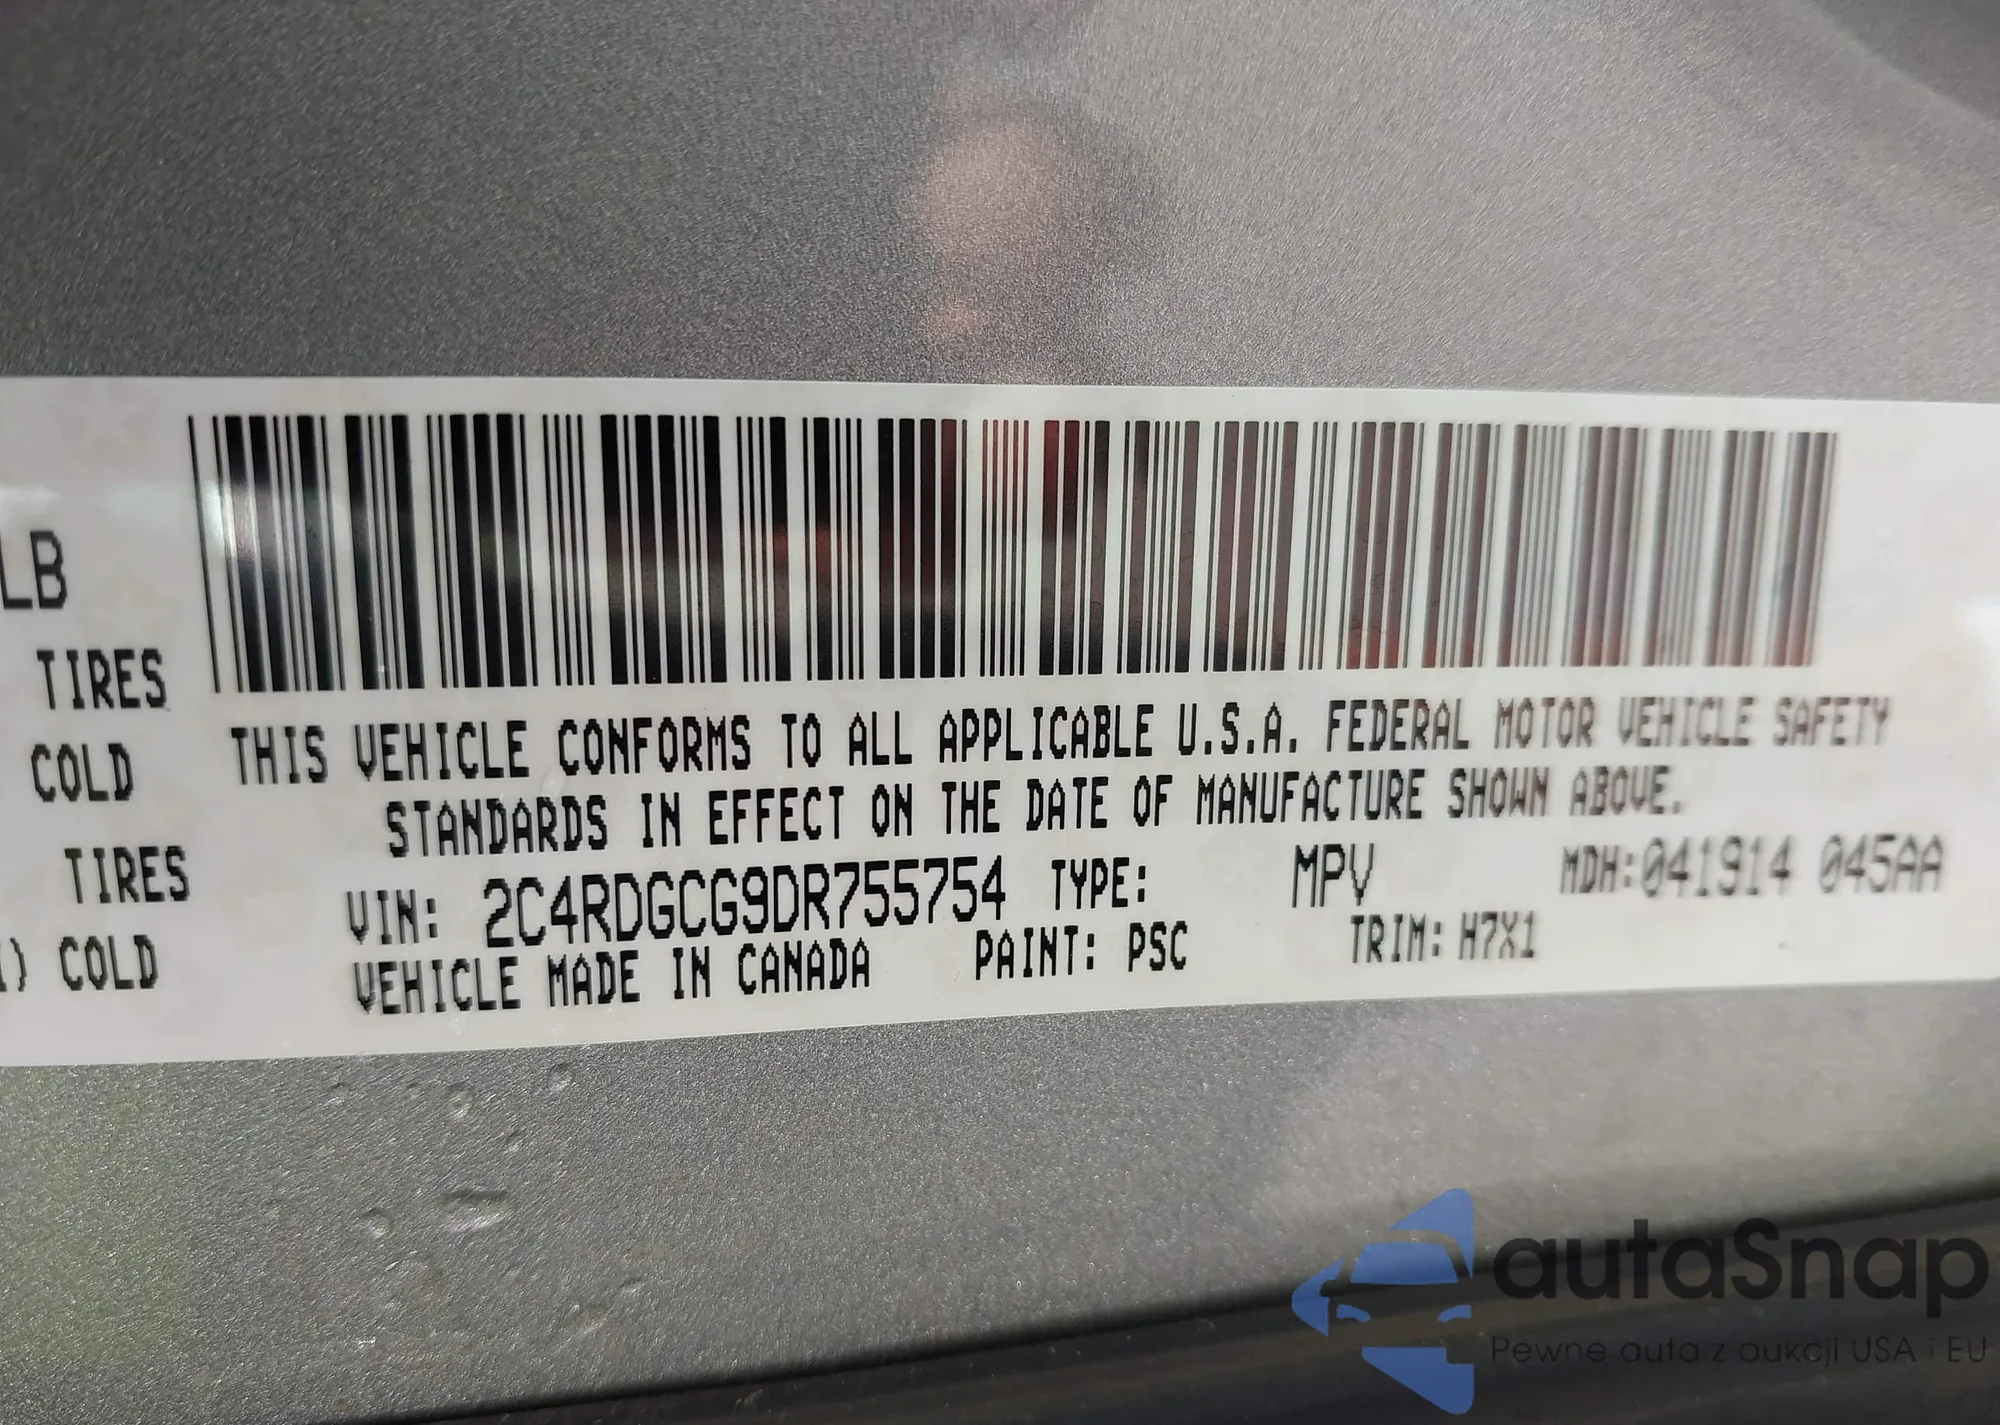 LB
TIRES
COLD
TIRES
) COLD
THIS VEHICLE CONFORMS TO ALL APPLICABLE U.S.A. FEDERAL MOTOR VEHICLE SAFETY
STANDARDS IN EFFECT ON THE DATE OF MANUFACTURE SHOWN ABOVE.
VIN: 2C4RDGCG9DR755754 TYPE: MPV MDH:041914 045AA
VEHICLE MADE IN CANADA PAINT: PSC TRIM: H7X1
autaSnap
Pewne auta z aukcji USA i EU